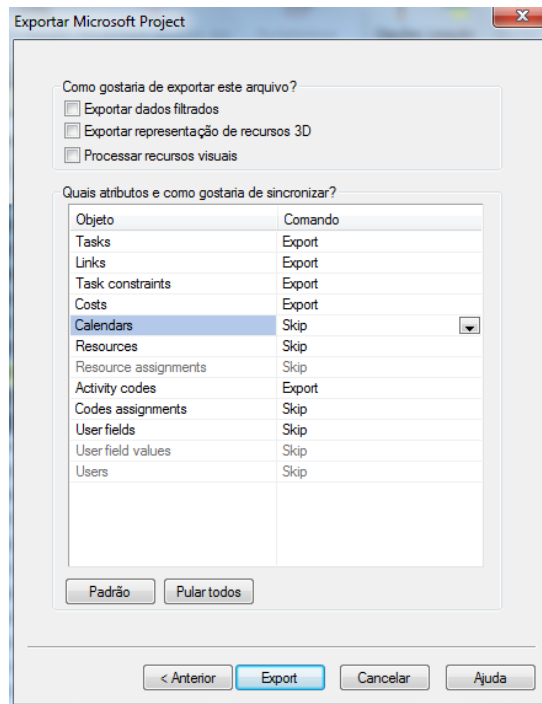 Exportar Microsoft Project
Como gostaria de exportar este arquivo?
Exportar dados filtrados
Exportar representação de recursos 3D
Processar recursos visuais
Quais atributos e como gostaria de sincronizar?
Objeto Comando
Tasks Export
Links Export
Task constraints Export
Costs Export
Calendars Skip
Resources Skip
Resource assignments Skip
Activity codes Export
Codes assignments Skip
User fields Skip
User field values Skip
Users Skip
Padrão Pular todos
< Anterior Export Cancelar Ajuda